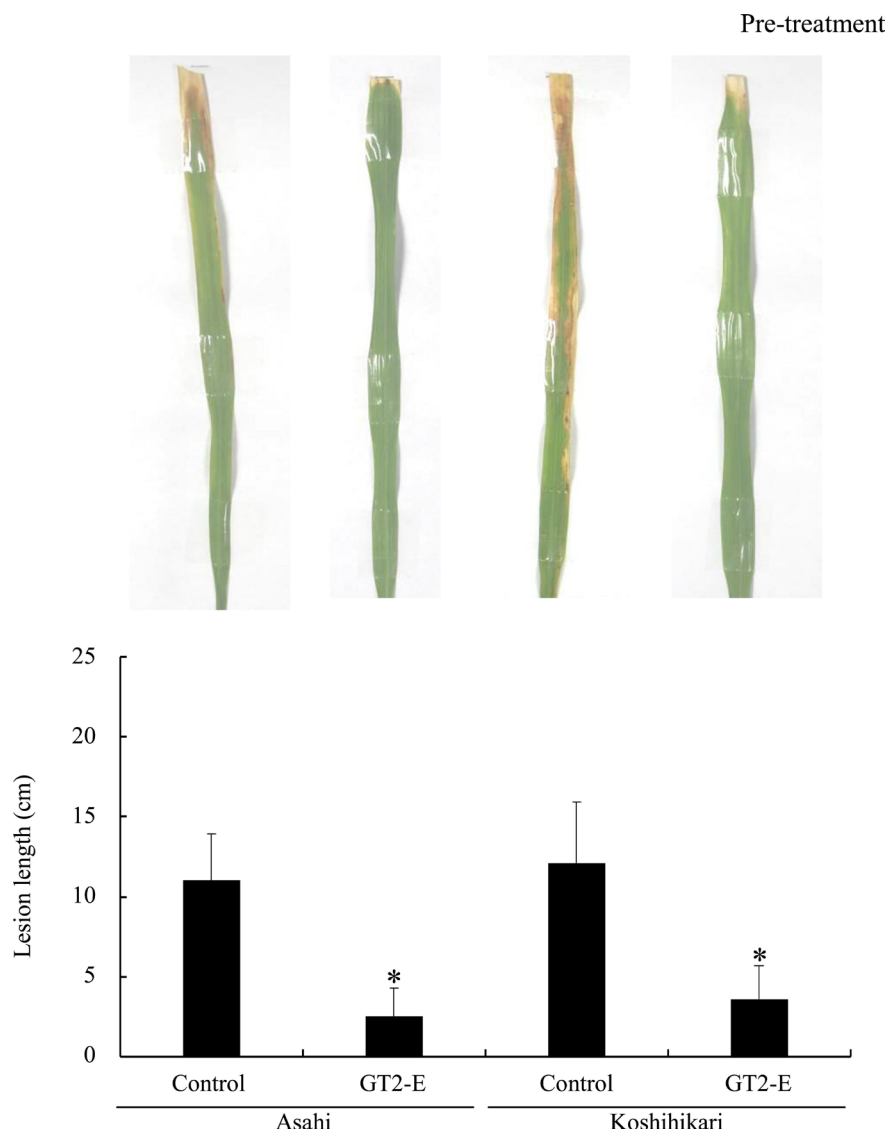 Pre-treatment
25
20
15
10
5
0
Lesion length (cm)
* *
Control GT2-E Control GT2-E
Asahi Koshihikari